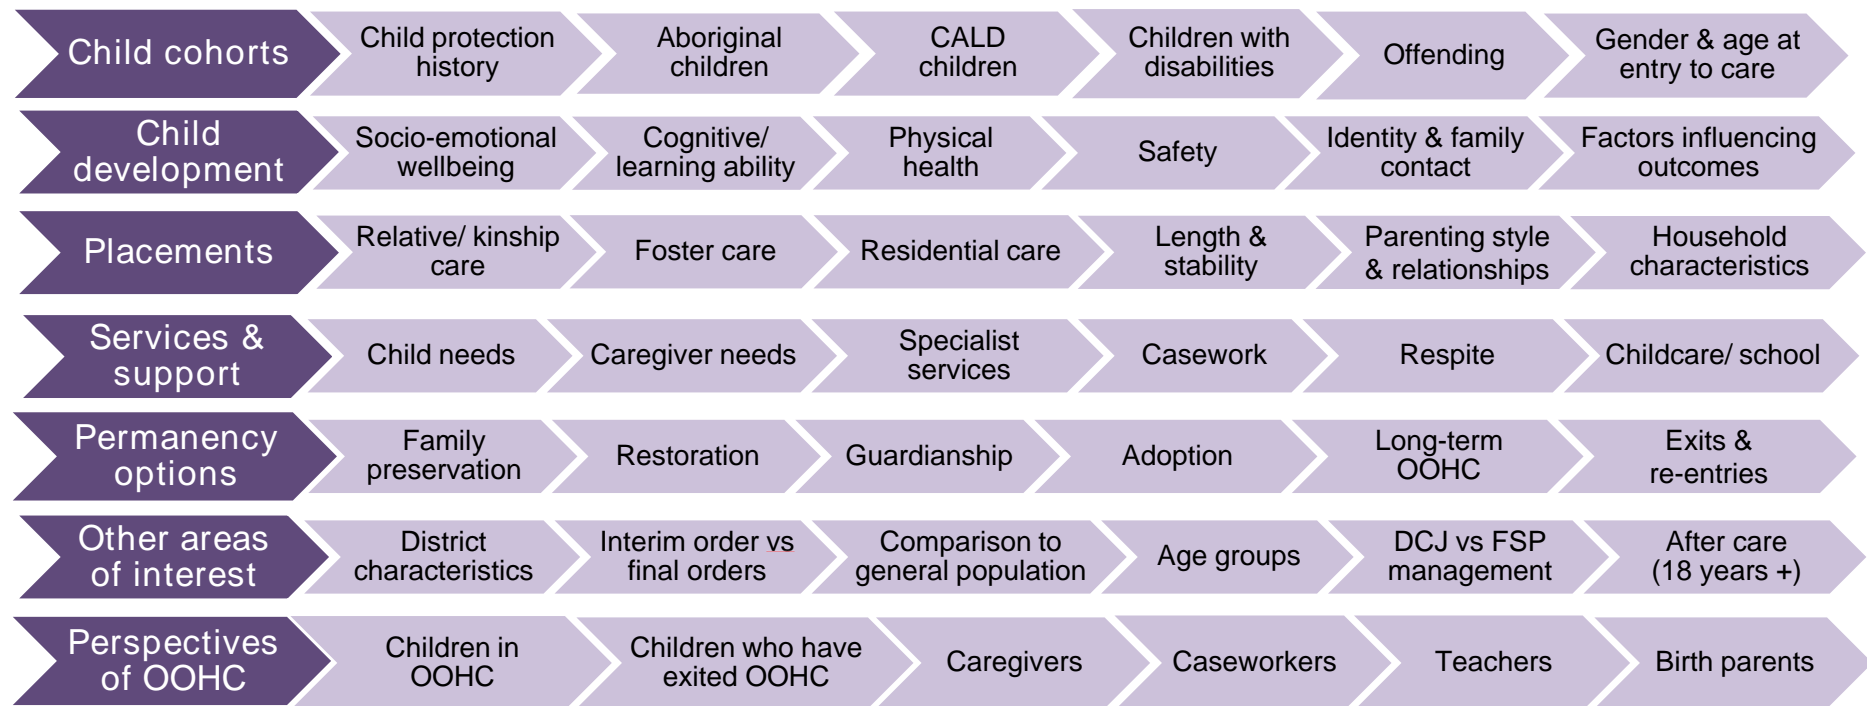 Child cohorts
Child protection
history
Aboriginal
children
CALD
children
Children with
disabilities
Offending
Gender & age at
entry to care
Child
development
Socio-emotional
wellbeing
Cognitive/
learning ability
Physical
health
Safety
Identity & family
contact
Factors influencing
outcomes
Placements
Relative/ kinship
care
Foster care
Residential care
Length &
stability
Parenting style
& relationships
Household
characteristics
Services &
support
Child needs
Caregiver needs
Specialist
services
Casework
Respite
Childcare/ school
Permanency
options
Family
preservation
Restoration
Guardianship
Adoption
Long-term
OOHC
Exits &
re-entries
Other areas
of interest
District
characteristics
Interim order vs
final orders
Comparison to
general population
Age groups
DCJ vs FSP
management
After care
(18 years +)
Perspectives
of OOHC
Children in
OOHC
Children who have
exited OOHC
Caregivers
Caseworkers
Teachers
Birth parents